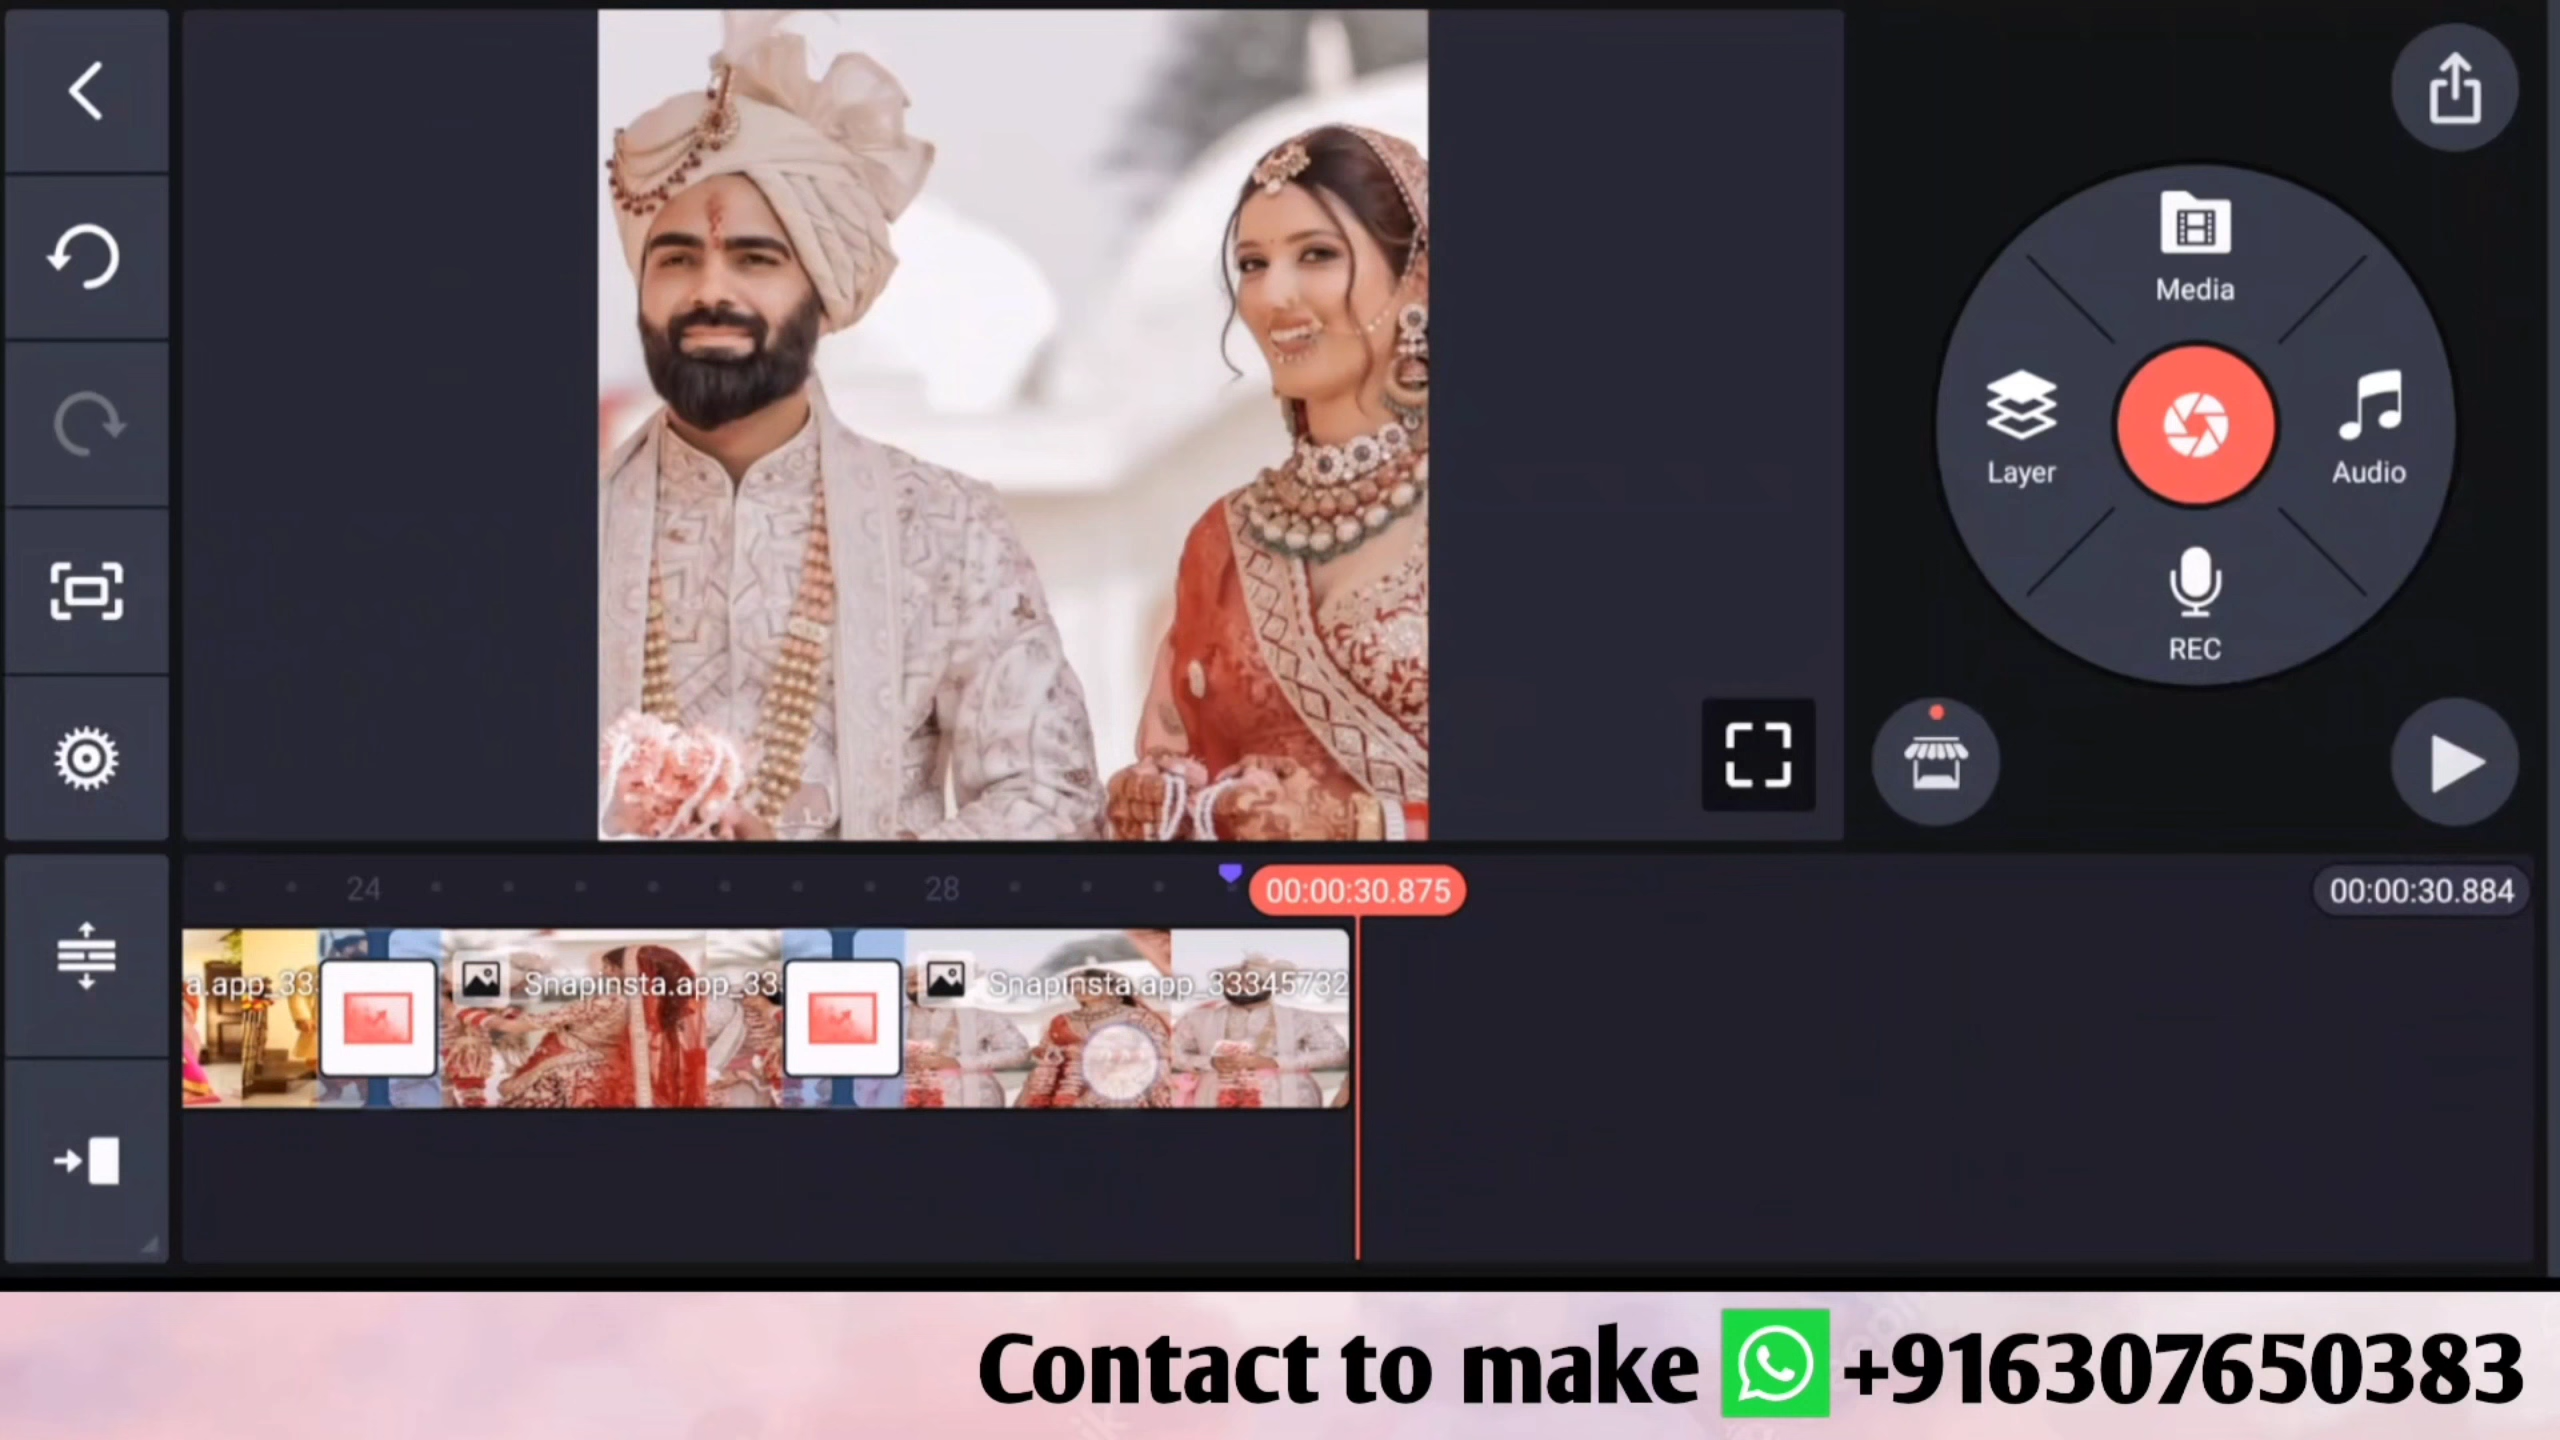 Media
Layer
Audio
REC
24
28
00:00:30.875
00:00:30.884
a.app_33
Snapinsta.app_33
Snapinsta.app_33345732
Contact to make +916307650383